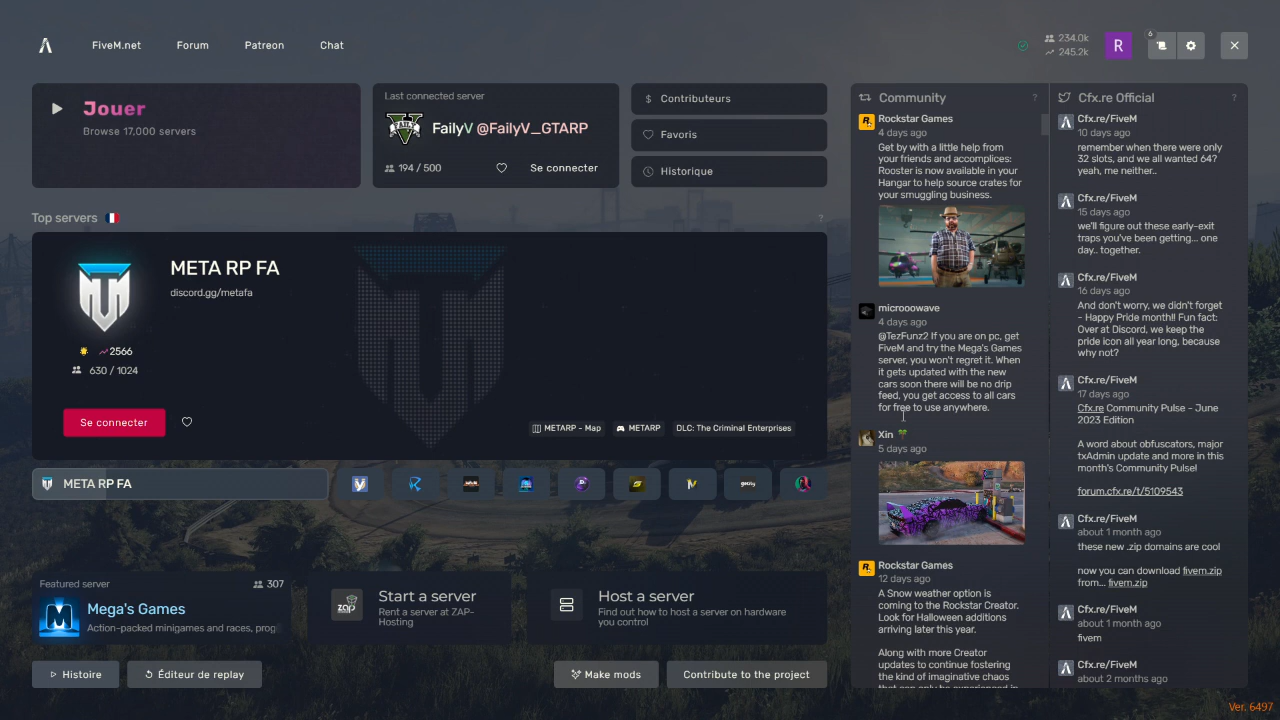 FiveM.net
Forum
Patreon
Chat
234.0k
245.2k
R
6
Jouer
Browse 17,000 servers
Last connected server
FailyV @FailyV_GTARP
194 / 500
Se connecter
$ Contributeurs
Favoris
Historique
Top servers
?
META RP FA
discord.gg/metafa
2566
630 / 1024
Se connecter
METARP - Map
METARP
DLC: The Criminal Enterprises
META RP FA
Featured server
307
Mega's Games
Action-packed minigames and races, prog
ZAP
Start a server
Rent a server at ZAP-
Hosting
Host a server
Find out how to host a server on hardware
you control
Histoire
Éditeur de replay
Make mods
Contribute to the project
Community
?
Rockstar Games
4 days ago
Get by with a little help from
your friends and accomplices:
Rooster is now available in your
Hangar to help source crates for
your smuggling business.
microoowave
4 days ago
@TezFunz2 If you are on pc, get
FiveM and try the Mega's Games
server, you won't regret it. When
it gets updated with the new
cars soon there will be no drip
feed, you get access to all cars
for free to use anywhere.
Xin
5 days ago
Rockstar Games
12 days ago
A Snow weather option is
coming to the Rockstar Creator.
Look for Halloween additions
arriving later this year.
Along with more Creator
updates to continue fostering
the kind of imaginative chaos
that can only be experienced in
Cfx.re Official
?
Cfx.re/FiveM
10 days ago
remember when there were only
32 slots, and we all wanted 64?
yeah, me neither..
Cfx.re/FiveM
15 days ago
we'll figure out these early-exit
traps you've been getting... one
day.. together.
Cfx.re/FiveM
16 days ago
And don't worry, we didn't forget
- Happy Pride month!! Fun fact:
Over at Discord, we keep the
pride icon all year long, because
why not?
Cfx.re/FiveM
17 days ago
Cfx.re Community Pulse - June
2023 Edition
A word about obfuscators, major
txAdmin update and more in this
month's Community Pulse!
forum.cfx.re/t/5109543
Cfx.re/FiveM
about 1 month ago
these new .zip domains are cool
now you can download fivem.zip
from... fivem.zip
Cfx.re/FiveM
about 1 month ago
fivem
Cfx.re/FiveM
about 2 months ago
Ver. 6497